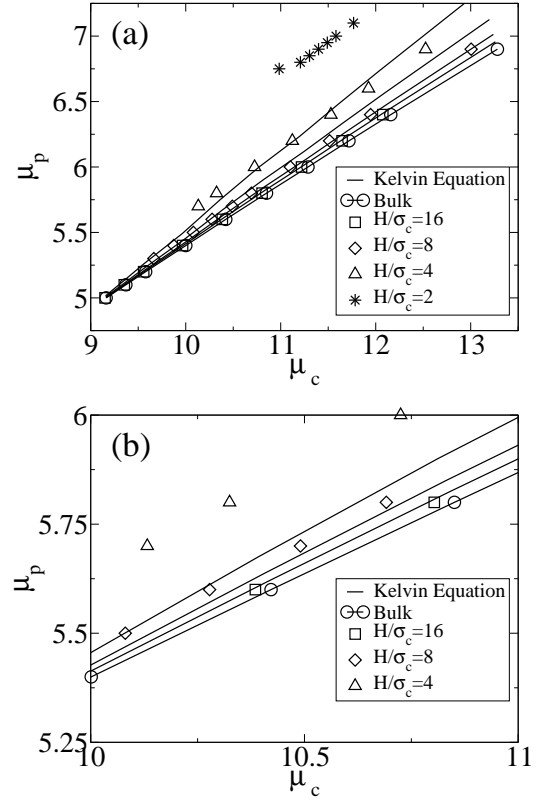 (a)
7
6.5
6
5.5
5
μp
9
10
11
12
13
μc
Kelvin Equation
Bulk
H/σc=16
H/σc=8
H/σc=4
H/σc=2
(b)
6
5.75
5.5
5.25
μp
10
10.5
11
μc
Kelvin Equation
Bulk
H/σc=16
H/σc=8
H/σc=4